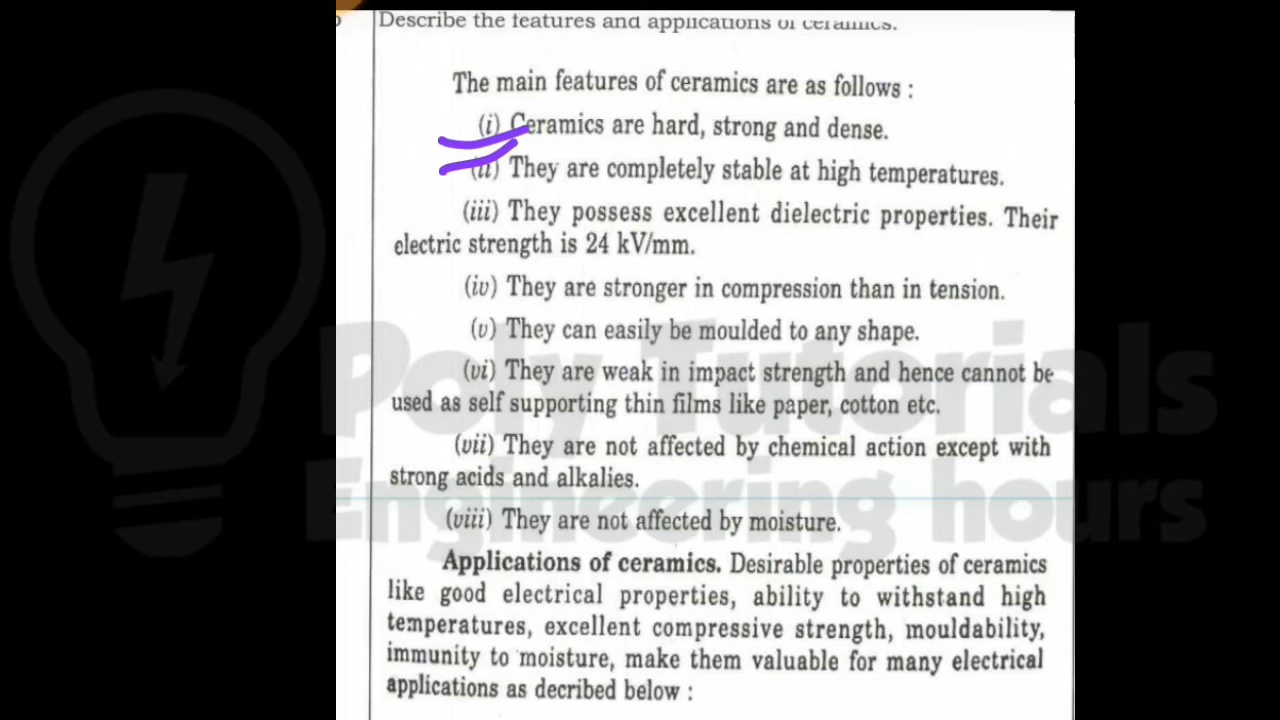 Describe the features and applications of ceramics.
The main features of ceramics are as follows :
(i) Ceramics are hard, strong and dense.
(ii) They are completely stable at high temperatures.
(iii) They possess excellent dielectric properties. Their
electric strength is 24 kV/mm.
(iv) They are stronger in compression than in tension.
(v) They can easily be moulded to any shape.
(vi) They are weak in impact strength and hence cannot be
used as self supporting thin films like paper, cotton etc.
(vii) They are not affected by chemical action except with
strong acids and alkalies.
(viii) They are not affected by moisture.
Applications of ceramics. Desirable properties of ceramics
like good electrical properties, ability to withstand high
temperatures, excellent compressive strength, mouldability,
immunity to moisture, make them valuable for many electrical
applications as decribed below :
Poly Tutorials
Engineering hours